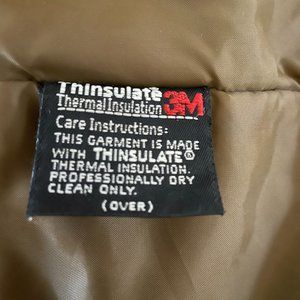 Thinsulate
Thermal Insulation 3M
Care Instructions:
THIS GARMENT IS MADE
WITH THINSULATE®
THERMAL INSULATION.
PROFESSIONALLY DRY
CLEAN ONLY.
(OVER)